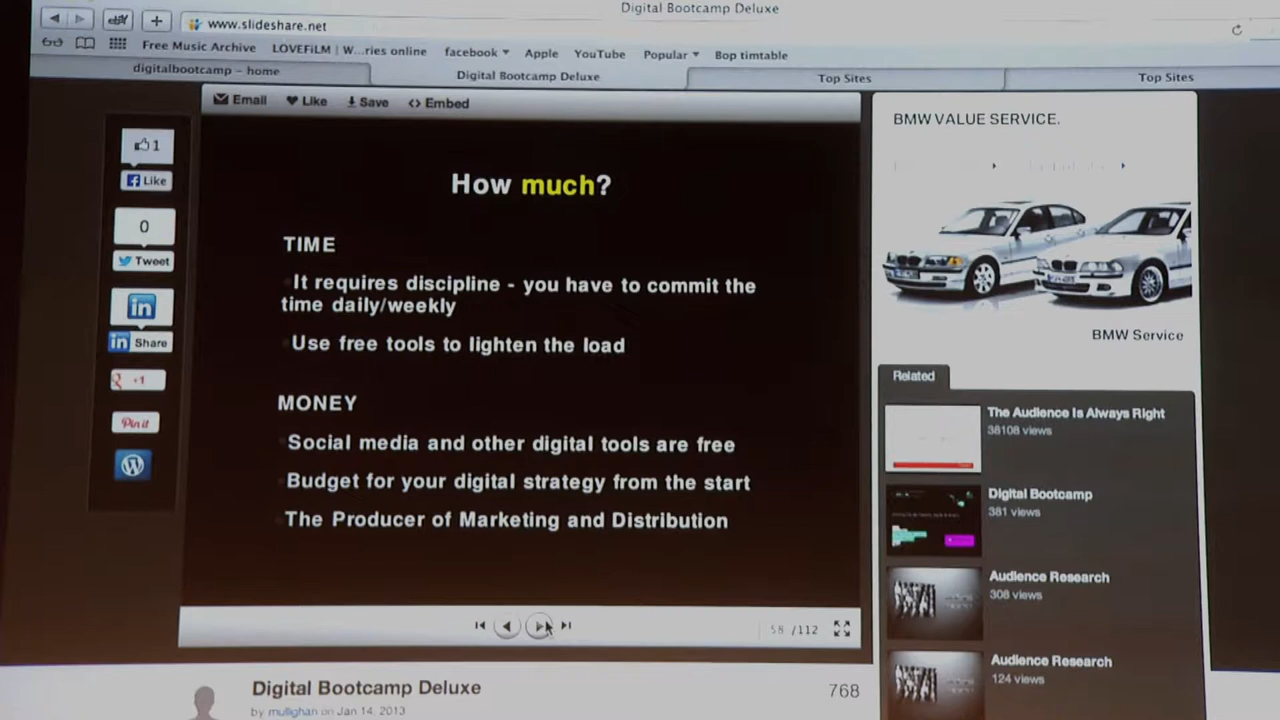 Digital Bootcamp Deluxe
www.slideshare.net
Free Music Archive LOVEFiLM | W...ries online facebook Apple YouTube Popular Bop timtable
digitalbootcamp – home Digital Bootcamp Deluxe Top Sites Top Sites
Email Like Save Embed
1
Like
0
Tweet
in
in Share
+1
Pin it
How much?
TIME
It requires discipline - you have to commit the
time daily/weekly
Use free tools to lighten the load
MONEY
Social media and other digital tools are free
Budget for your digital strategy from the start
The Producer of Marketing and Distribution
58 /112
Digital Bootcamp Deluxe
768
by mullighan on Jan 14, 2013
BMW VALUE SERVICE.
BMW Service
Related
The Audience Is Always Right
38108 views
Digital Bootcamp
381 views
Audience Research
308 views
Audience Research
124 views